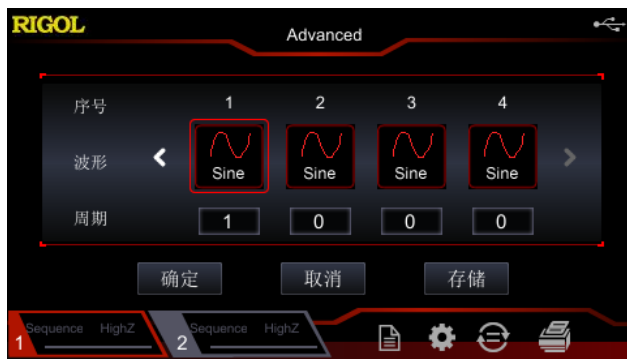 RIGOL Advanced
序号 1 2 3 4
波形 Sine Sine Sine Sine
周期 1 0 0 0
确定 取消 存储
1 Sequence HighZ 2 Sequence HighZ